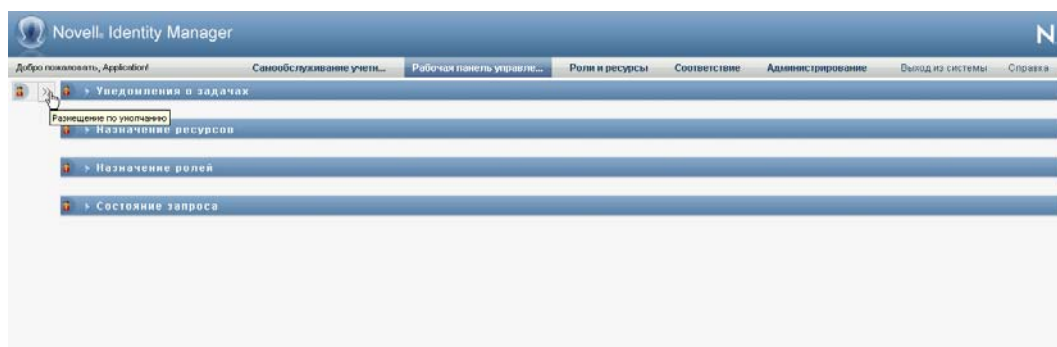 Novell® Identity Manager
N
Добро пожаловать, Application!
Самообслуживание учетн... Рабочая панель управле... Роли и ресурсы Соответствие Администрирование Выход из системы Справка
Уведомления о задачах
Размещение по умолчанию
Назначение ресурсов
Назначение ролей
Состояние запроса